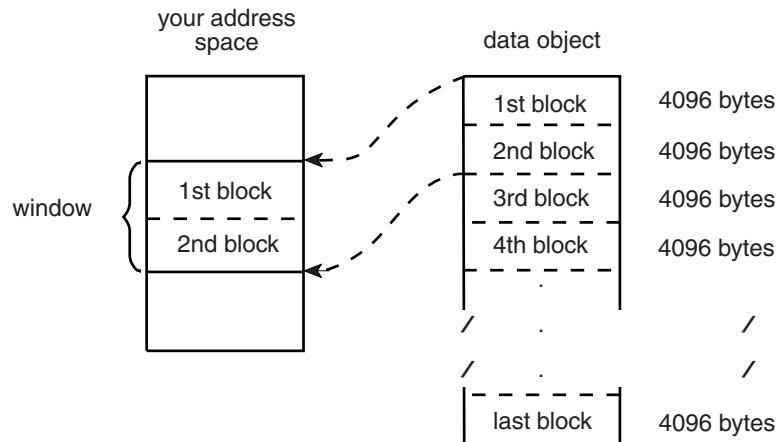 your address
space
data object
1st block 4096 bytes
2nd block 4096 bytes
window
1st block
2nd block
3rd block 4096 bytes
4th block 4096 bytes
.
/ . /
/ . /
last block 4096 bytes